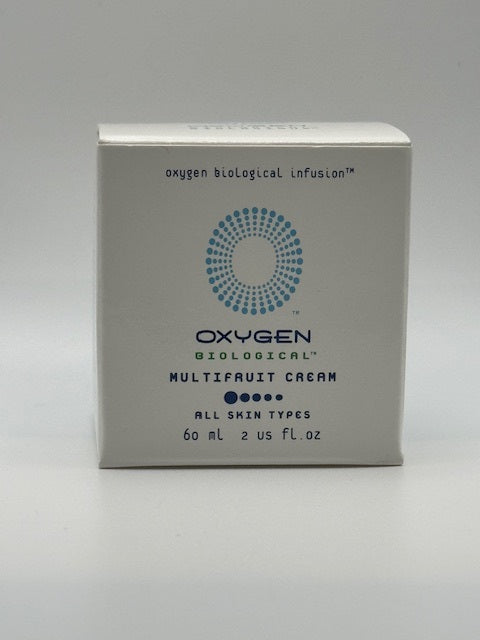 oxygen biological infusion™
™
OXYGEN
BIOLOGICAL™
MULTIFRUIT CREAM
ALL SKIN TYPES
60 ml 2 US fl.oz